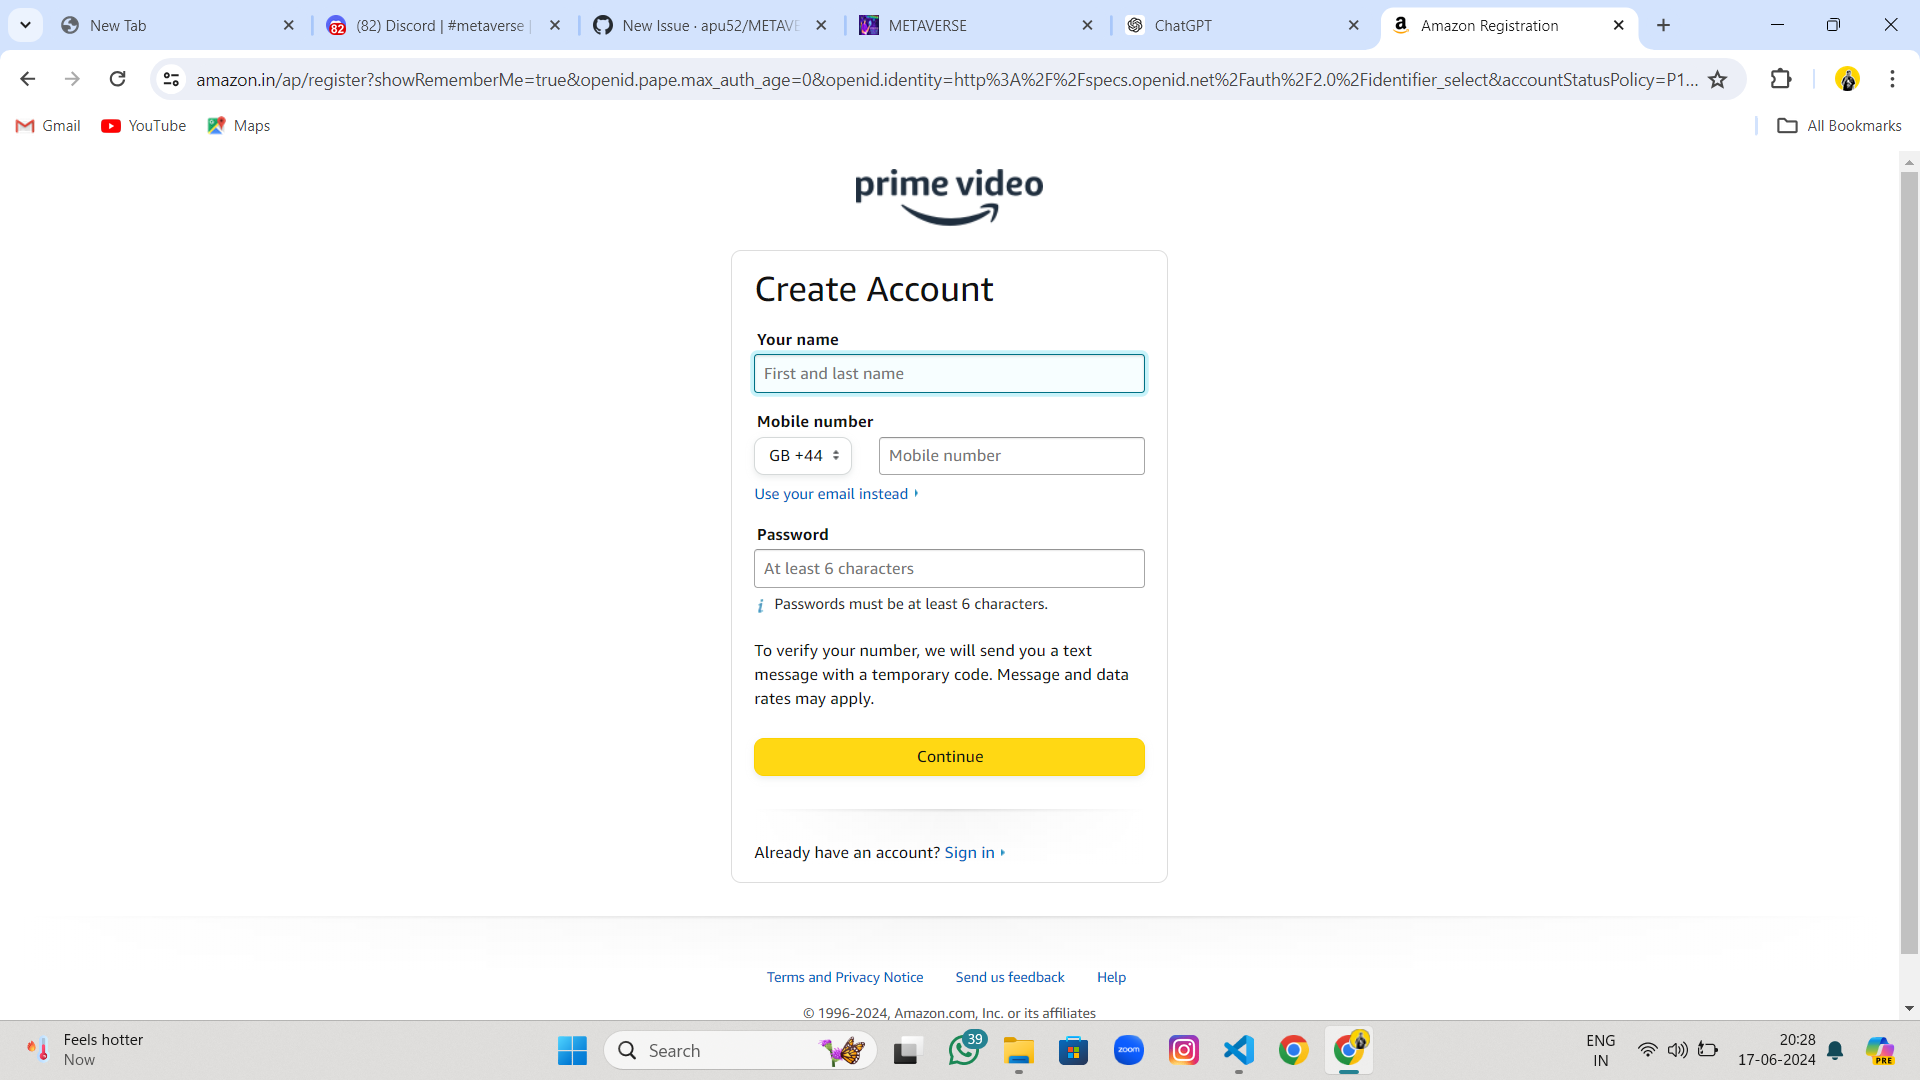 New Tab
(82) Discord | #metaverse |
New Issue · apu52/METAVE
METAVERSE
ChatGPT
Amazon Registration
amazon.in/ap/register?showRememberMe=true&openid.pape.max_auth_age=0&openid.identity=http%3A%2F%2Fspecs.openid.net%2Fauth%2F2.0%2Fidentifier_select&accountStatusPolicy=P1...
Gmail
YouTube
Maps
All Bookmarks
prime video
Create Account
Your name
First and last name
Mobile number
GB +44
Mobile number
Use your email instead
Password
At least 6 characters
i Passwords must be at least 6 characters.
To verify your number, we will send you a text
message with a temporary code. Message and data
rates may apply.
Continue
Already have an account? Sign in
Terms and Privacy Notice
Send us feedback
Help
© 1996-2024, Amazon.com, Inc. or its affiliates
Feels hotter
Now
Search
39
zoom
ENG
IN
20:28
17-06-2024
PRE